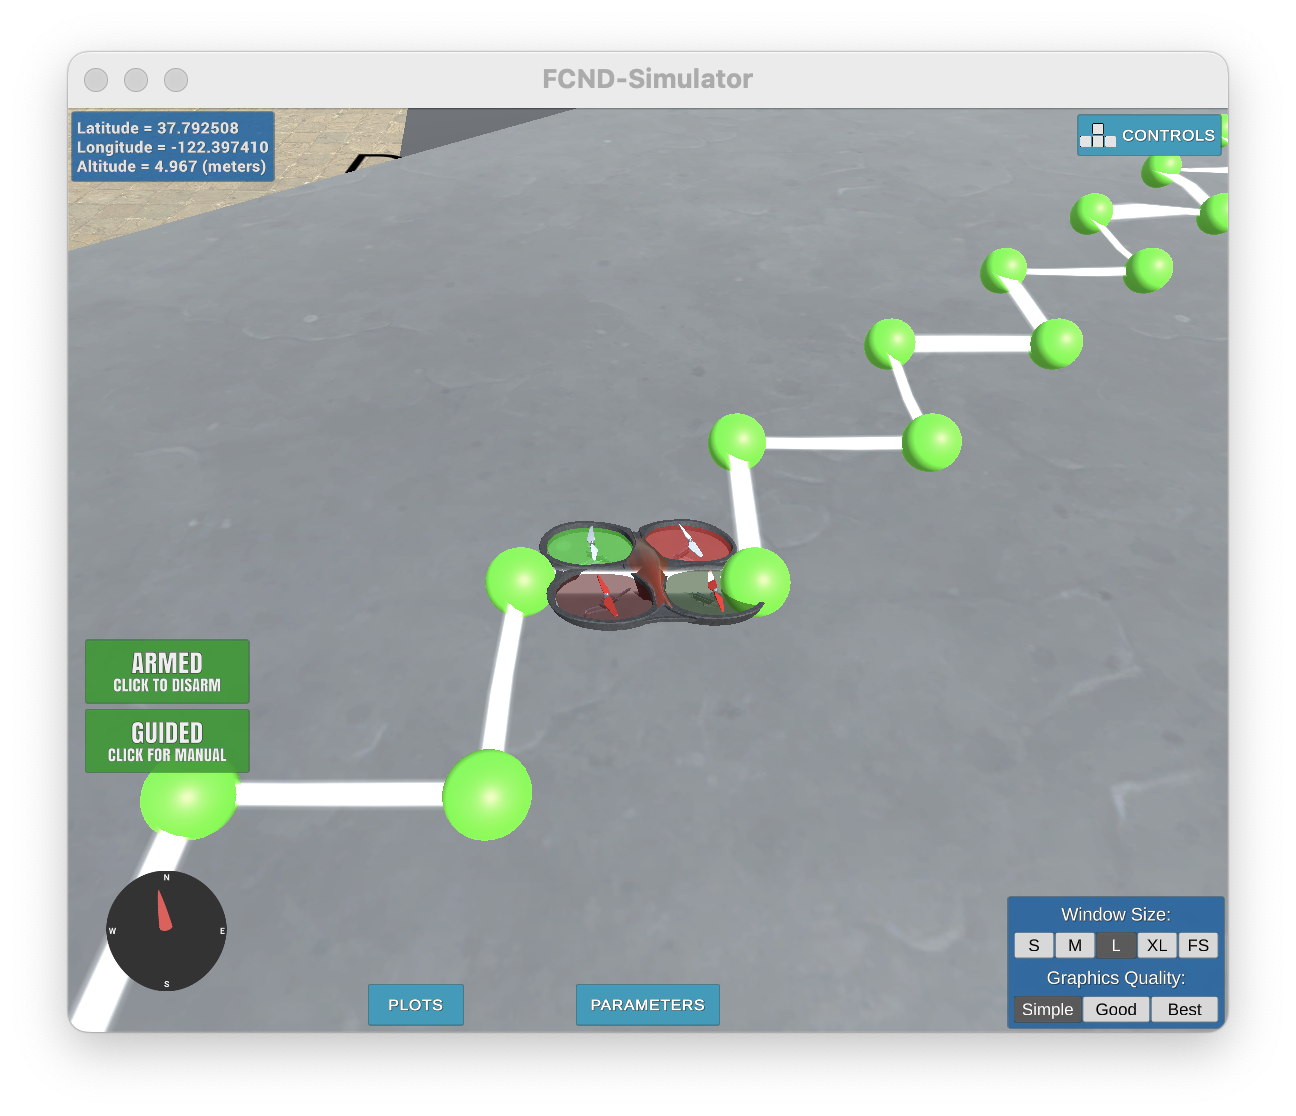 FCND-Simulator
Latitude = 37.792508
Longitude = -122.397410
Altitude = 4.967 (meters)
CONTROLS
ARMED
CLICK TO DISARM
GUIDED
CLICK FOR MANUAL
N
W E
S
PLOTS
PARAMETERS
Window Size:
S M L XL FS
Graphics Quality:
Simple Good Best